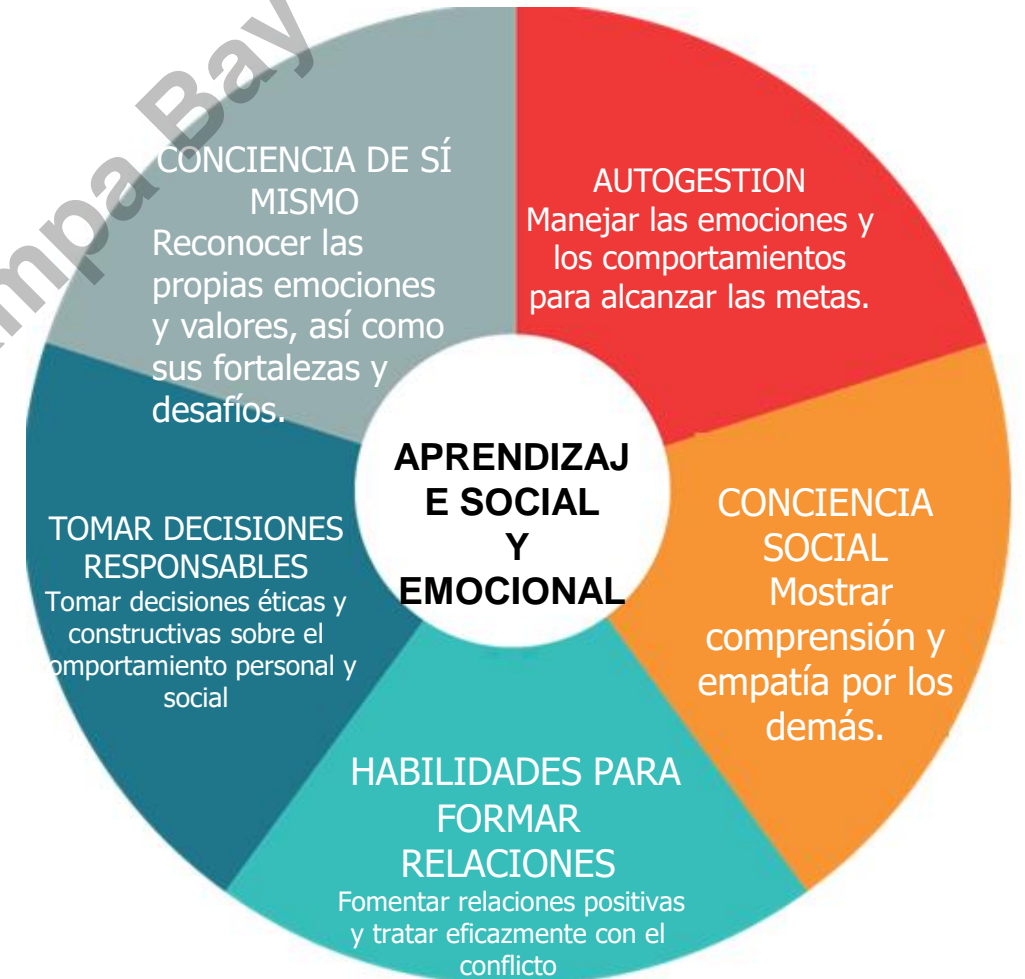 mpa Bay
CONCIENCIA DE SÍ
MISMO
Reconocer las
propias emociones
y valores, así como
sus fortalezas y
desafíos.
AUTOGESTION
Manejar las emociones y
los comportamientos
para alcanzar las metas.
APRENDIZAJ
E SOCIAL
Y
EMOCIONAL
CONCIENCIA
SOCIAL
Mostrar
comprensión y
empatía por los
demás.
TOMAR DECISIONES
RESPONSABLES
Tomar decisiones éticas y
constructivas sobre el
omportamiento personal y
social
HABILIDADES PARA
FORMAR
RELACIONES
Fomentar relaciones positivas
y tratar eficazmente con el
conflicto